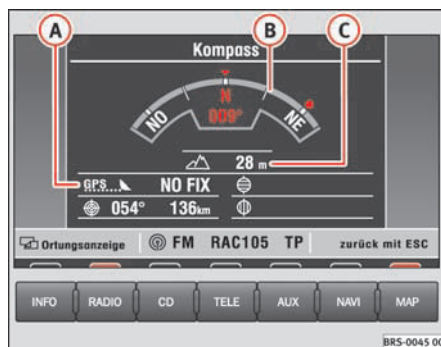 A B C
Kompass
N
NO NE
009°
28 m
GPS... NO FIX
054° 136km
Ortungsanzeige FM RAC105 TP zurück mit ESC
INFO RADIO CD TELE AUX NAVI MAP
BRS-0045 00